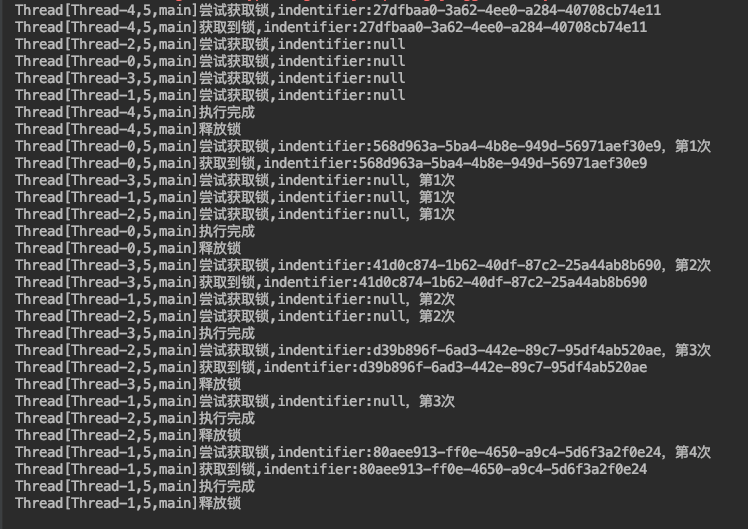 Thread[Thread-4,5,main]尝试获取锁,indentifier:27dfbaa0-3a62-4ee0-a284-40708cb74e11
Thread[Thread-4,5,main]获取到锁,indentifier:27dfbaa0-3a62-4ee0-a284-40708cb74e11
Thread[Thread-2,5,main]尝试获取锁,indentifier:null
Thread[Thread-0,5,main]尝试获取锁,indentifier:null
Thread[Thread-3,5,main]尝试获取锁,indentifier:null
Thread[Thread-1,5,main]尝试获取锁,indentifier:null
Thread[Thread-4,5,main]执行完成
Thread[Thread-4,5,main]释放锁
Thread[Thread-0,5,main]尝试获取锁,indentifier:568d963a-5ba4-4b8e-949d-56971aef30e9，第1次
Thread[Thread-0,5,main]获取到锁,indentifier:568d963a-5ba4-4b8e-949d-56971aef30e9
Thread[Thread-3,5,main]尝试获取锁,indentifier:null，第1次
Thread[Thread-1,5,main]尝试获取锁,indentifier:null，第1次
Thread[Thread-2,5,main]尝试获取锁,indentifier:null，第1次
Thread[Thread-0,5,main]执行完成
Thread[Thread-0,5,main]释放锁
Thread[Thread-3,5,main]尝试获取锁,indentifier:41d0c874-1b62-40df-87c2-25a44ab8b690，第2次
Thread[Thread-3,5,main]获取到锁,indentifier:41d0c874-1b62-40df-87c2-25a44ab8b690
Thread[Thread-1,5,main]尝试获取锁,indentifier:null，第2次
Thread[Thread-2,5,main]尝试获取锁,indentifier:null，第2次
Thread[Thread-3,5,main]执行完成
Thread[Thread-2,5,main]尝试获取锁,indentifier:d39b896f-6ad3-442e-89c7-95df4ab520ae，第3次
Thread[Thread-2,5,main]获取到锁,indentifier:d39b896f-6ad3-442e-89c7-95df4ab520ae
Thread[Thread-3,5,main]释放锁
Thread[Thread-1,5,main]尝试获取锁,indentifier:null，第3次
Thread[Thread-2,5,main]执行完成
Thread[Thread-2,5,main]释放锁
Thread[Thread-1,5,main]尝试获取锁,indentifier:80aee913-ff0e-4650-a9c4-5d6f3a2f0e24，第4次
Thread[Thread-1,5,main]获取到锁,indentifier:80aee913-ff0e-4650-a9c4-5d6f3a2f0e24
Thread[Thread-1,5,main]执行完成
Thread[Thread-1,5,main]释放锁